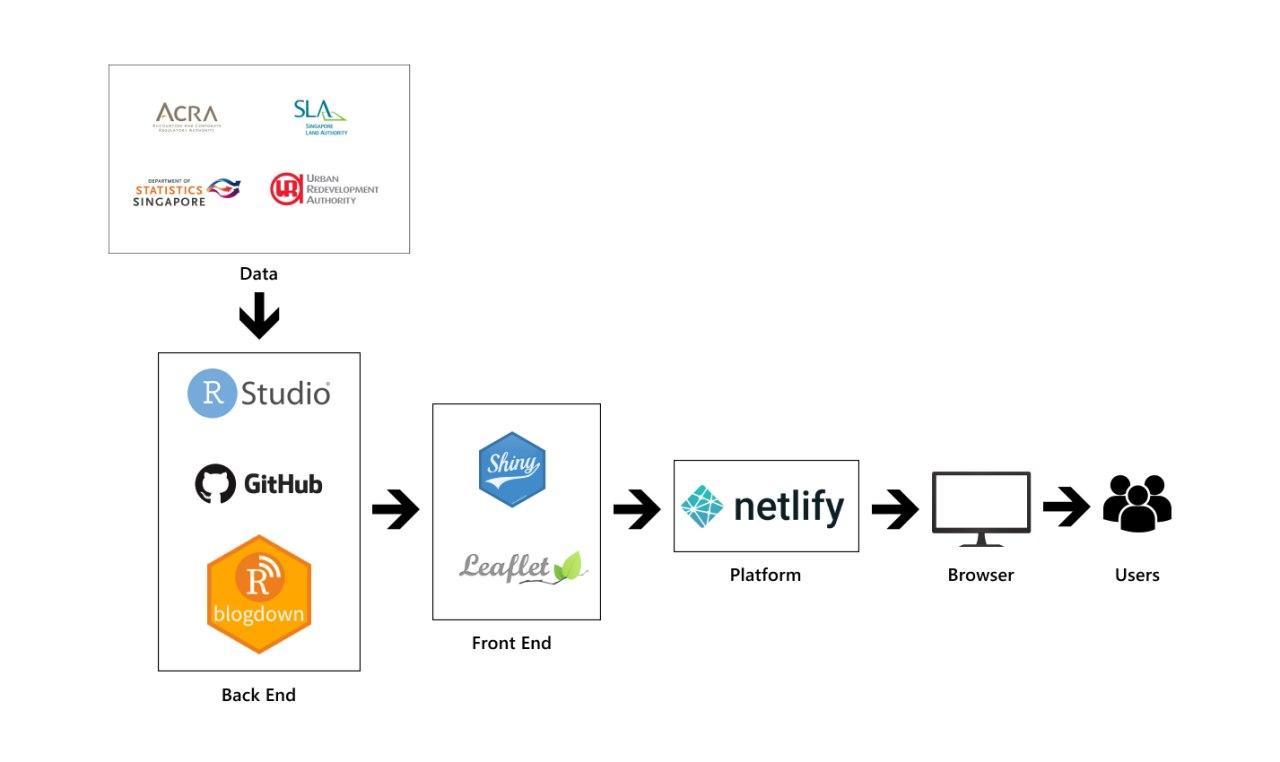 ACRA
ACCOUNTING AND CORPORATE
REGULATORY AUTHORITY
SLA
SINGAPORE
LAND AUTHORITY
DEPARTMENT OF
STATISTICS
SINGAPORE
URBAN
REDEVELOPMENT
AUTHORITY
Data
R Studio
GitHub
R
blogdown
Back End
Shiny
Leaflet
Front End
netlify
Platform
Browser
Users